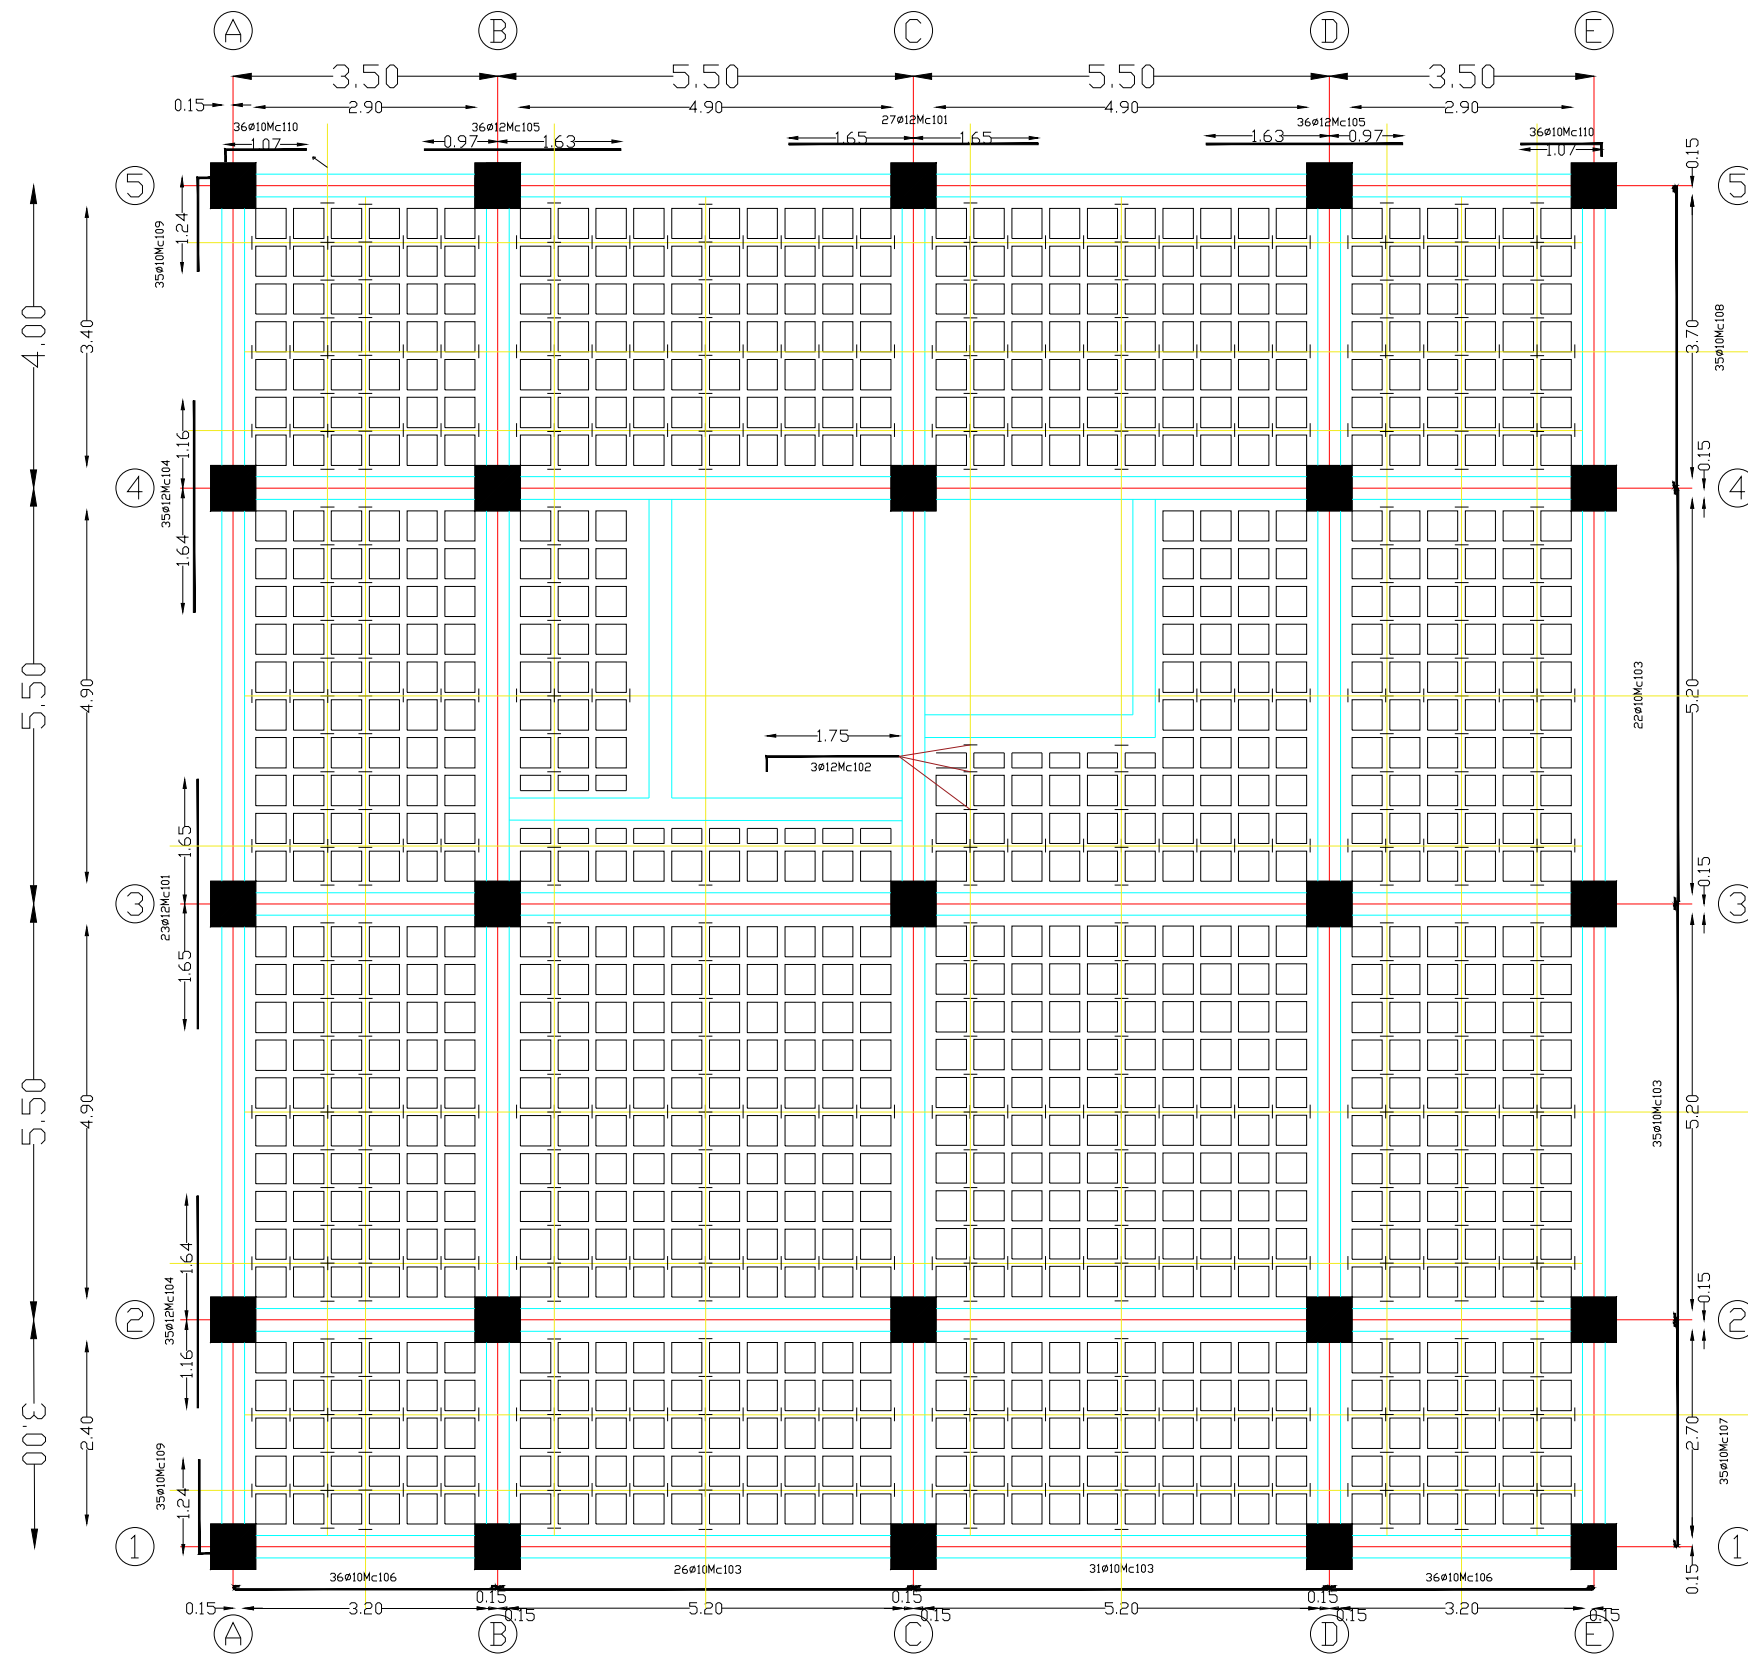 A B C D E
3.50 5.50 5.50 3.50
0.15 2.90 4.90 4.90 2.90
36ø10Mc110 36ø12Mc105 27ø12Mc101 36ø12Mc105 36ø10Mc110
1.07 0.97 1.63 1.65 1.65 1.63 0.97 1.07
0.15
5 5
1.24
35ø10Mc109
4.00 3.40 3.70 35ø10Mc108
1.16
0.15
4 4
35ø12Mc104
1.64
5.50 4.90 5.20 22ø10Mc103
1.75
3ø12Mc102
1.65
0.15
3 3
23ø12Mc101
1.65
5.50 4.90 5.20 35ø10Mc103
1.64
0.15
2 2
35ø12Mc104
1.16
3.00 2.40 2.70 35ø10Mc107
35ø10Mc109
1.24
1 1
0.15
36ø10Mc106 26ø10Mc103 31ø10Mc103 36ø10Mc106
0.15 0.15 0.15
0.15 3.20 0.15 5.20 0.15 5.20 0.15 3.20 0.15
A B C D E